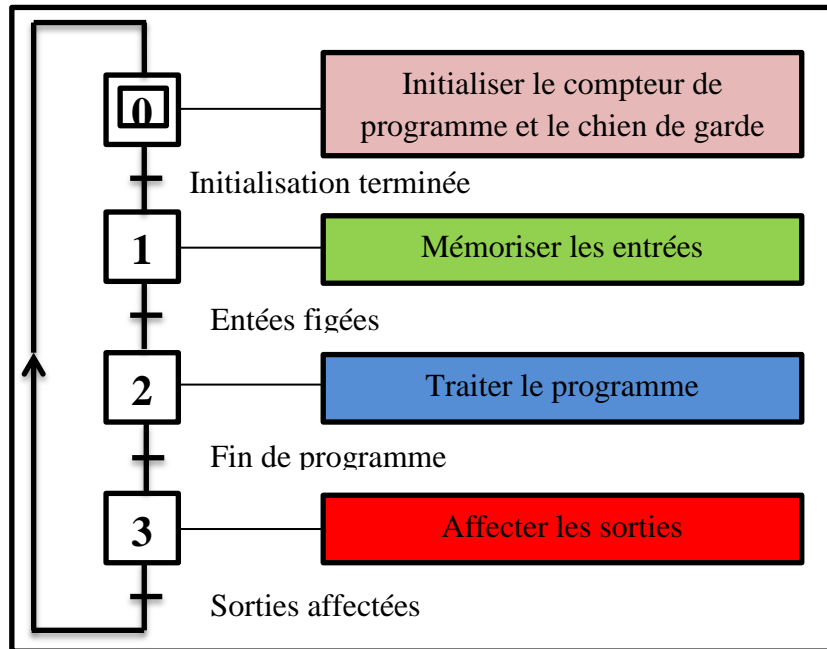 0
Initialiser le compteur de
programme et le chien de garde
Initialisation terminée
1
Mémoriser les entrées
Entées figées
2
Traiter le programme
Fin de programme
3
Affecter les sorties
Sorties affectées